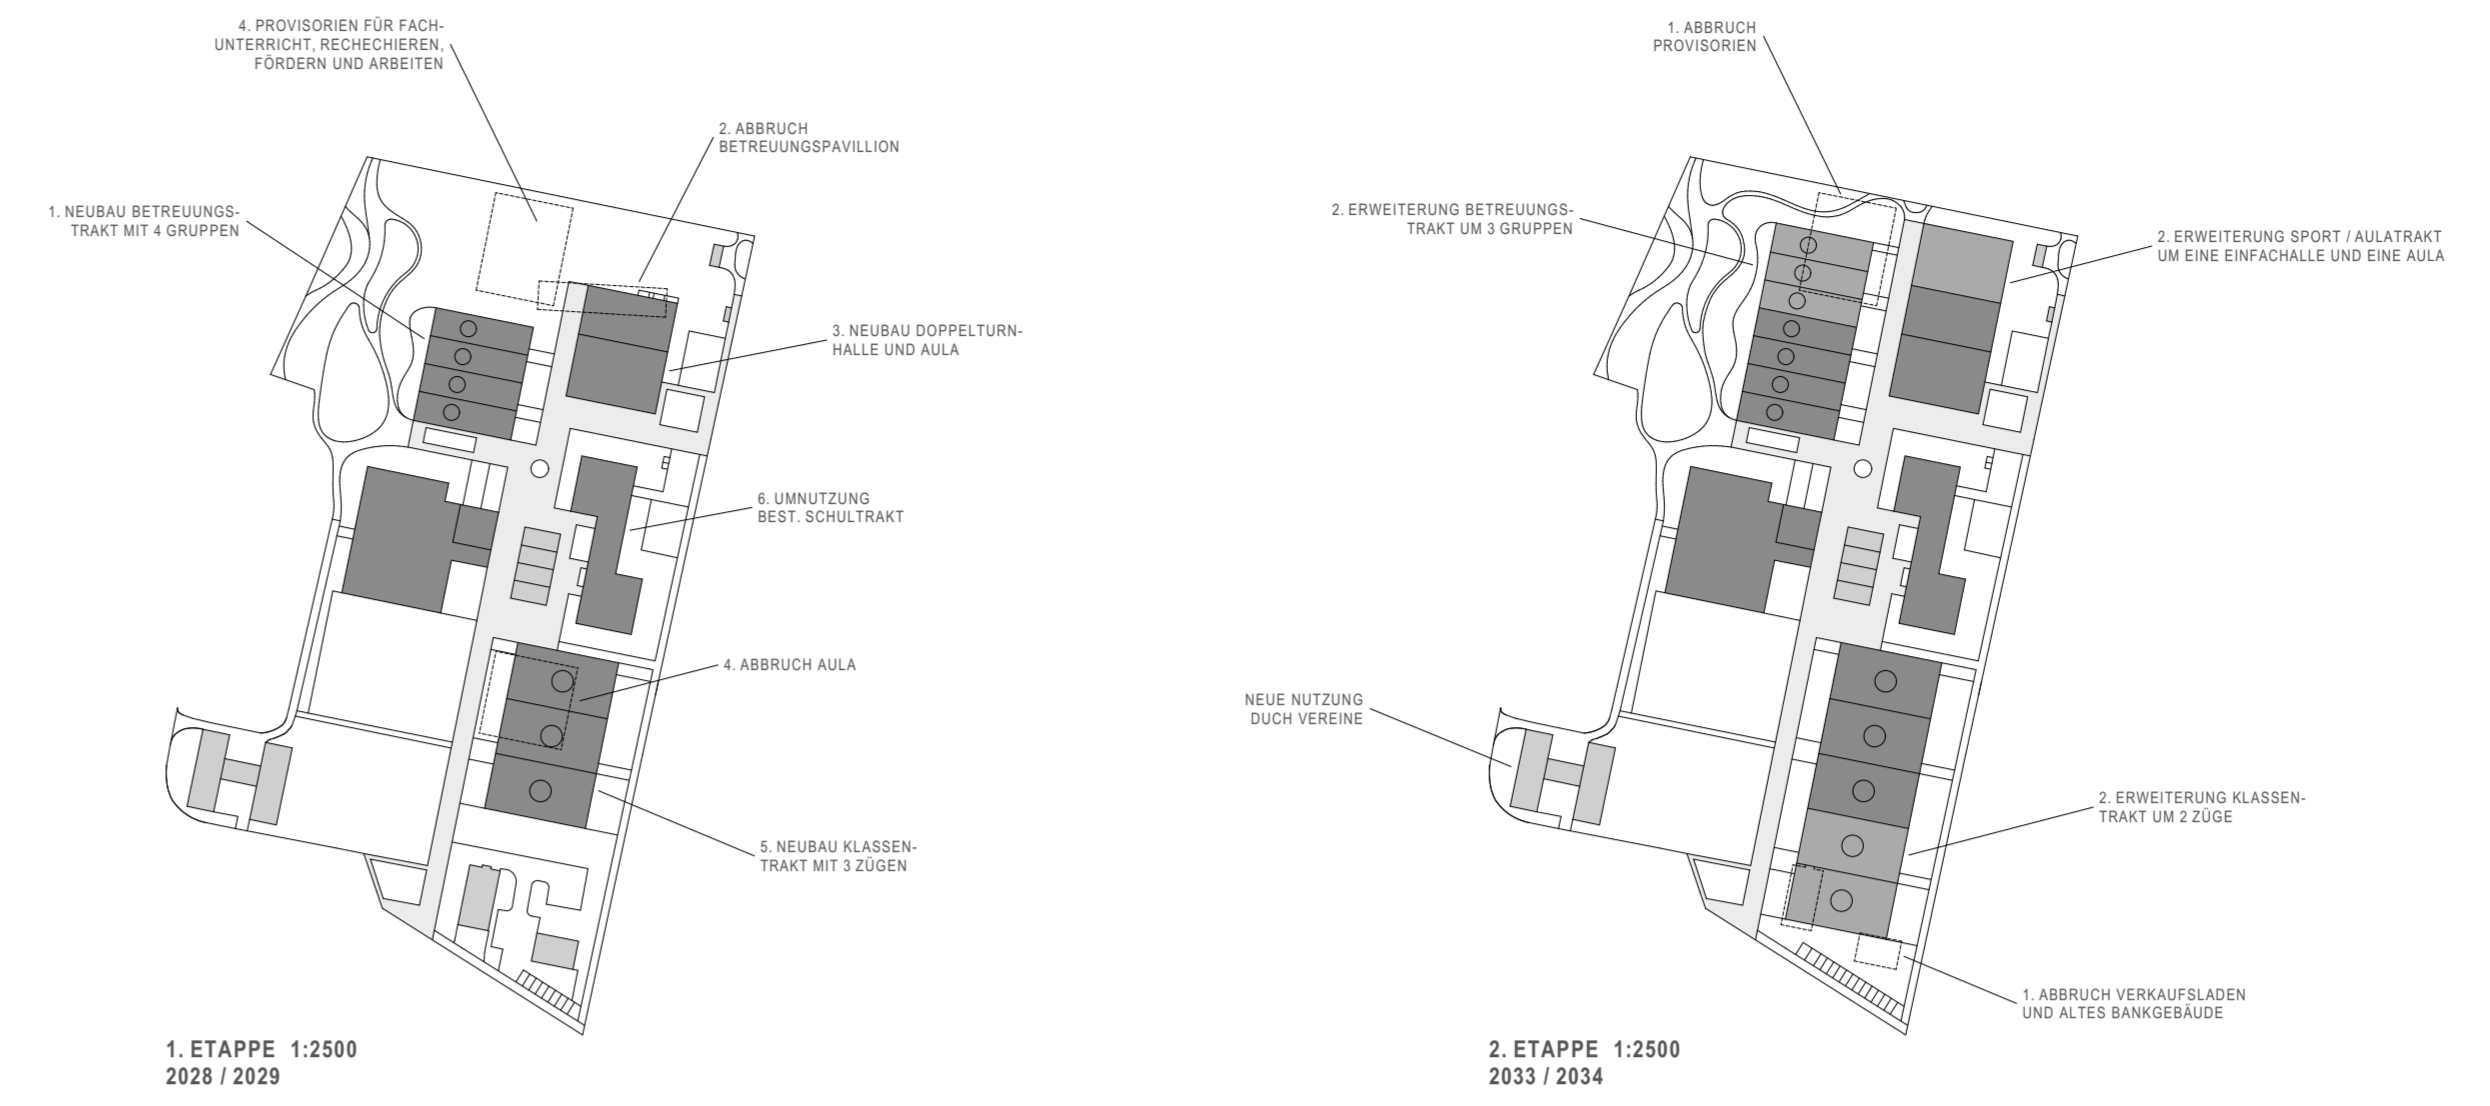 4. PROVISORIEN FÜR FACH-
UNTERRICHT, RECHECHIEREN,
FÖRDERN UND ARBEITEN
2. ABBRUCH
BETREUUNGSPAVILLION
1. NEUBAU BETREUUNGS-
TRAKT MIT 4 GRUPPEN
3. NEUBAU DOPPELTURN-
HALLE UND AULA
6. UMNUTZUNG
BEST. SCHULTRAKT
4. ABBRUCH AULA
5. NEUBAU KLASSEN-
TRAKT MIT 3 ZÜGEN
1. ETAPPE 1:2500
2028 / 2029
1. ABBRUCH
PROVISORIEN
2. ERWEITERUNG BETREUUNGS-
TRAKT UM 3 GRUPPEN
2. ERWEITERUNG SPORT / AULATRAKT
UM EINE EINFACHALLE UND EINE AULA
NEUE NUTZUNG
DUCH VEREINE
2. ERWEITERUNG KLASSEN-
TRAKT UM 2 ZÜGE
1. ABBRUCH VERKAUFSLADEN
UND ALTES BANKGEBÄUDE
2. ETAPPE 1:2500
2033 / 2034